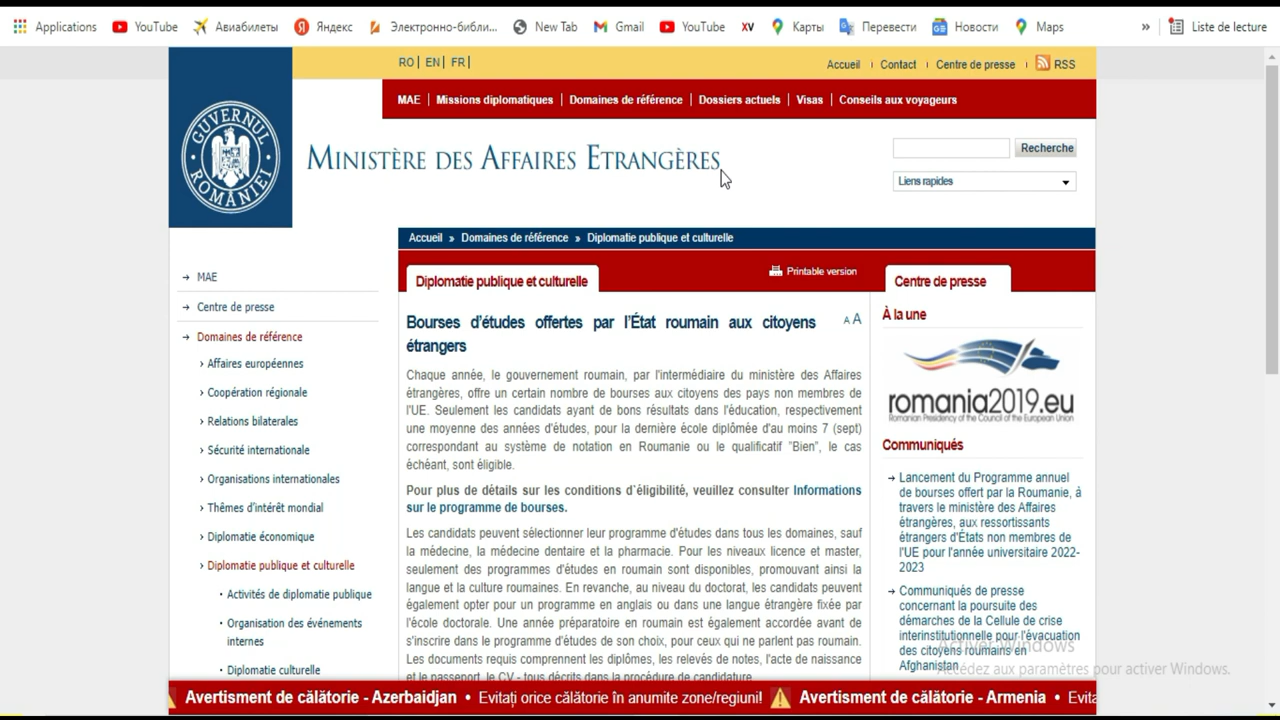 Applications YouTube Авиабилеты Яндекс Электронно-библи... New Tab Gmail YouTube XV Карты Перевести Новости Maps » Liste de lecture
RO | EN | FR |
Accueil Contact Centre de presse RSS
MAE | Missions diplomatiques | Domaines de référence | Dossiers actuels | Visas | Conseils aux voyageurs
GUVERNUL ROMÂNIEI
Ministère des Affaires Etrangères
Recherche
Liens rapides
Accueil » Domaines de référence » Diplomatie publique et culturelle
MAE
Centre de presse
Domaines de référence
Affaires européennes
Coopération régionale
Relations bilaterales
Sécurité internationale
Organisations internationales
Thêmes d'intérêt mondial
Diplomatie économique
Diplomatie publique et culturelle
Activités de diplomatie publique
Organisation des événements
internes
Diplomatie culturelle
Diplomatie publique et culturelle
Printable version
Bourses d'études offertes par l'État roumain aux citoyens
étrangers
A A
Chaque année, le gouvernement roumain, par l'intermédiaire du ministère des Affaires
étrangères, offre un certain nombre de bourses aux citoyens des pays non membres de
l'UE. Seulement les candidats ayant de bons résultats dans l'éducation, respectivement
une moyenne des années d'études, pour la dernière école diplômée d'au moins 7 (sept)
correspondant au système de notation en Roumanie ou le qualificatif "Bien", le cas
échéant, sont éligible.
Pour plus de détails sur les conditions d`éligibilité, veuillez consulter Informations
sur le programme de bourses.
Les candidats peuvent sélectionner leur programme d'études dans tous les domaines, sauf
la médecine, la médecine dentaire et la pharmacie. Pour les niveaux licence et master,
seulement des programmes d'études en roumain sont disponibles, promouvant ainsi la
langue et la culture roumaines. En revanche, au niveau du doctorat, les candidats peuvent
également opter pour un programme en anglais ou dans une langue étrangère fixée par
l'école doctorale. Une année préparatoire en roumain est également accordée avant de
s'inscrire dans le programme d'études de son choix, pour ceux qui ne parlent pas roumain.
Les documents requis comprennent les diplômes, les relevés de notes, l'acte de naissance
et le passeport, le CV - tous décrits dans la procédure de candidature.
Centre de presse
À la une
romania2019.eu
Romanian Presidency of the Council of the European Union
Communiqués
Lancement du Programme annuel
de bourses offert par la Roumanie, à
travers le ministère des Affaires
étrangères, aux ressortissants
étrangers d'États non membres de
l'UE pour l'année universitaire 2022-
2023
Communiqués de presse
concernant la poursuite des
démarches de la Cellule de crise
interinstitutionnelle pour l'évacuation
des citoyens roumains en
Afghanistan
Activer Windows
Accédez aux paramètres pour activer Windows.
Avertisment de călătorie - Azerbaidjan • Evitați orice călătorie în anumite zone/regiuni! Avertisment de călătorie - Armenia • Evita